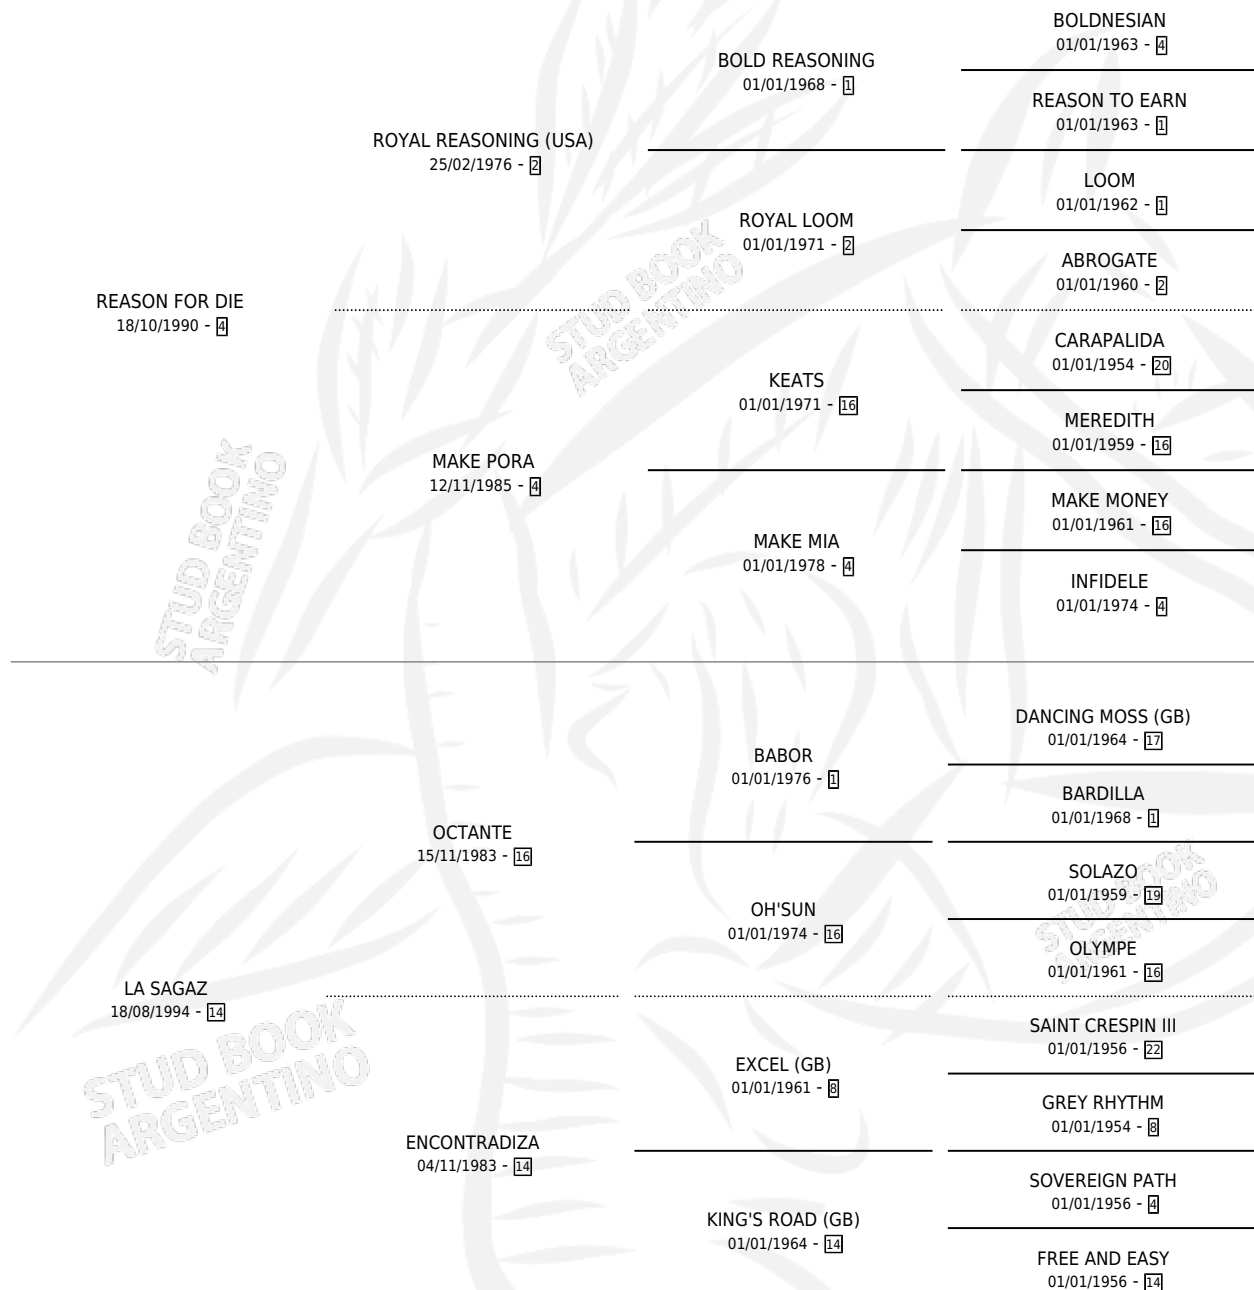 BOLDNESIAN
01/01/1963 - 4
BOLD REASONING
01/01/1968 - 1
REASON TO EARN
01/01/1963 - 1
ROYAL REASONING (USA)
25/02/1976 - 2
LOOM
01/01/1962 - 1
ROYAL LOOM
01/01/1971 - 2
ABROGATE
01/01/1960 - 2
REASON FOR DIE
18/10/1990 - 4
CARAPALIDA
01/01/1954 - 20
KEATS
01/01/1971 - 16
MEREDITH
01/01/1959 - 16
MAKE PORA
12/11/1985 - 4
MAKE MONEY
01/01/1961 - 16
MAKE MIA
01/01/1978 - 4
INFIDELE
01/01/1974 - 4
DANCING MOSS (GB)
01/01/1964 - 17
BABOR
01/01/1976 - 1
BARDILLA
01/01/1968 - 1
OCTANTE
15/11/1983 - 16
SOLAZO
01/01/1959 - 19
OH'SUN
01/01/1974 - 16
OLYMPE
01/01/1961 - 16
LA SAGAZ
18/08/1994 - 14
SAINT CRESPIN III
01/01/1956 - 22
EXCEL (GB)
01/01/1961 - 8
GREY RHYTHM
01/01/1954 - 8
ENCONTRADIZA
04/11/1983 - 14
SOVEREIGN PATH
01/01/1956 - 4
KING'S ROAD (GB)
01/01/1964 - 14
FREE AND EASY
01/01/1956 - 14
STUD BOOK
ARGENTINO
STUD BOOK
ARGENTINO
STUD BOOK
ARGENTINO
STUD BOOK
ARGENTINO